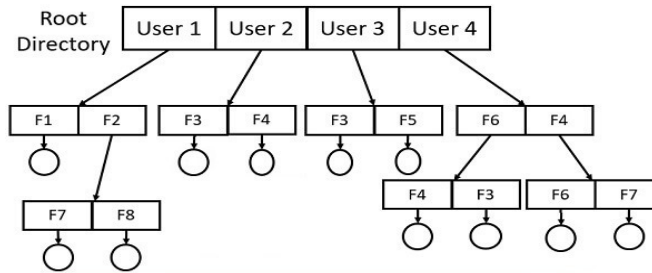 Root
Directory
User 1 User 2 User 3 User 4
F1 F2 F3 F4 F3 F5 F6 F4
F4 F3 F6 F7
F7 F8